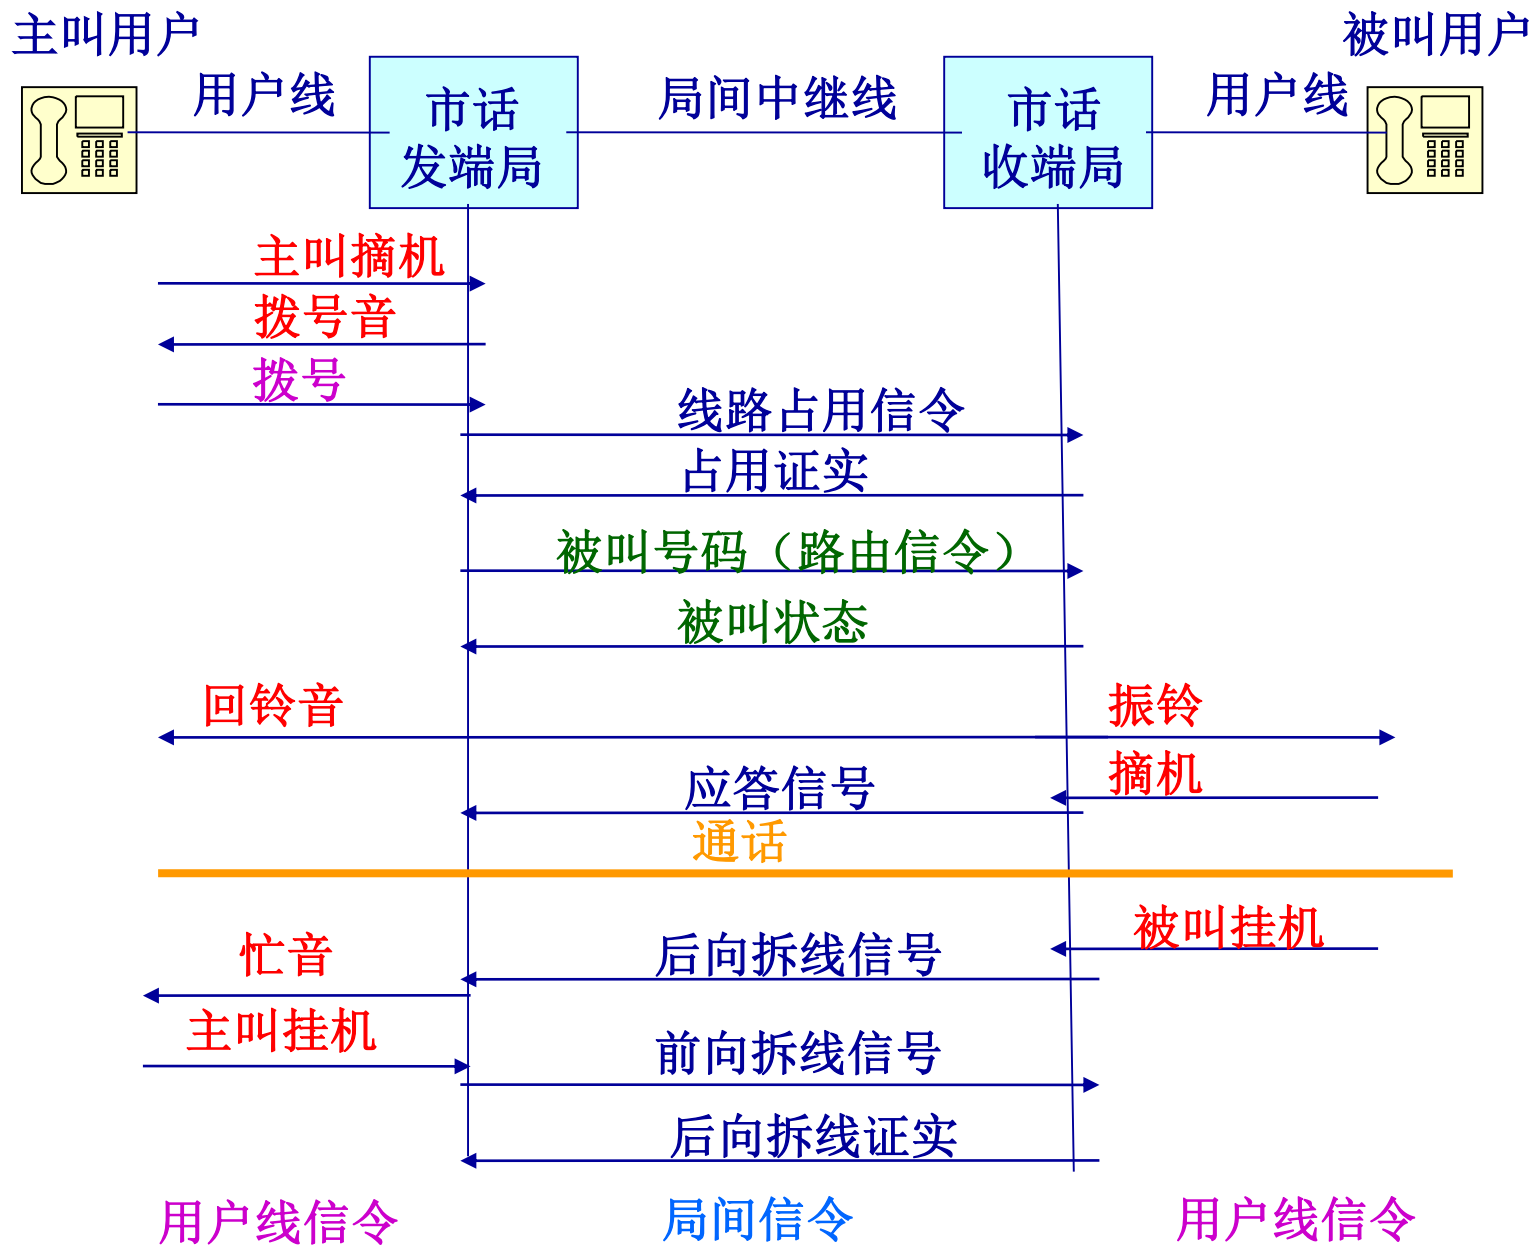 主叫用户
被叫用户
用户线
局间中继线
用户线
市话
发端局
市话
收端局
主叫摘机
拨号音
拨号
线路占用信令
占用证实
被叫号码（路由信令）
被叫状态
回铃音
振铃
摘机
应答信号
通话
被叫挂机
忙音
后向拆线信号
主叫挂机
前向拆线信号
后向拆线证实
用户线信令
局间信令
用户线信令